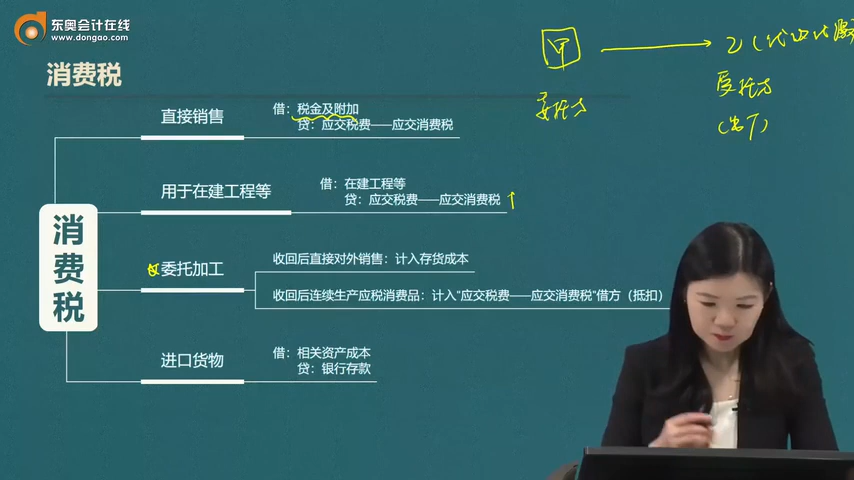 东奥会计在线
www.dongao.com
消费税
甲
委托方
乙
受托方
直接销售
借：税金及附加
贷：应交税费——应交消费税
用于在建工程等
借：在建工程等
贷：应交税费——应交消费税
消费税
委托加工
收回后直接对外销售：计入存货成本
收回后连续生产应税消费品：计入“应交税费——应交消费税”借方（抵扣）
进口货物
借：相关资产成本
贷：银行存款